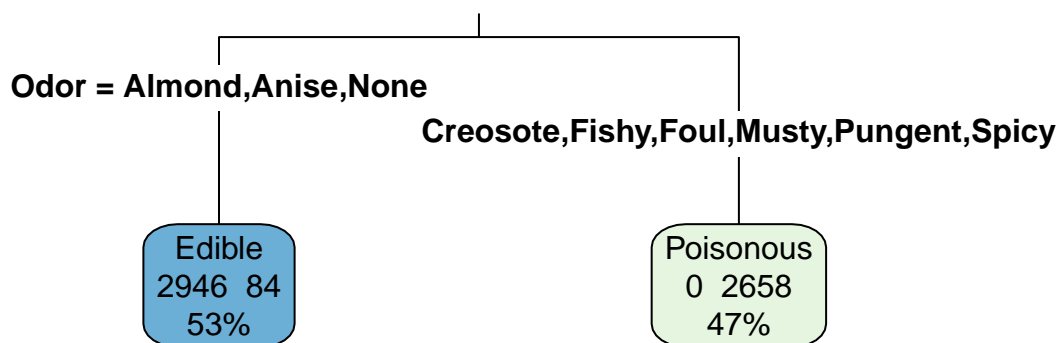 Odor = Almond,Anise,None
Creosote,Fishy,Foul,Musty,Pungent,Spicy
Edible
2946 84
53%
Poisonous
0 2658
47%